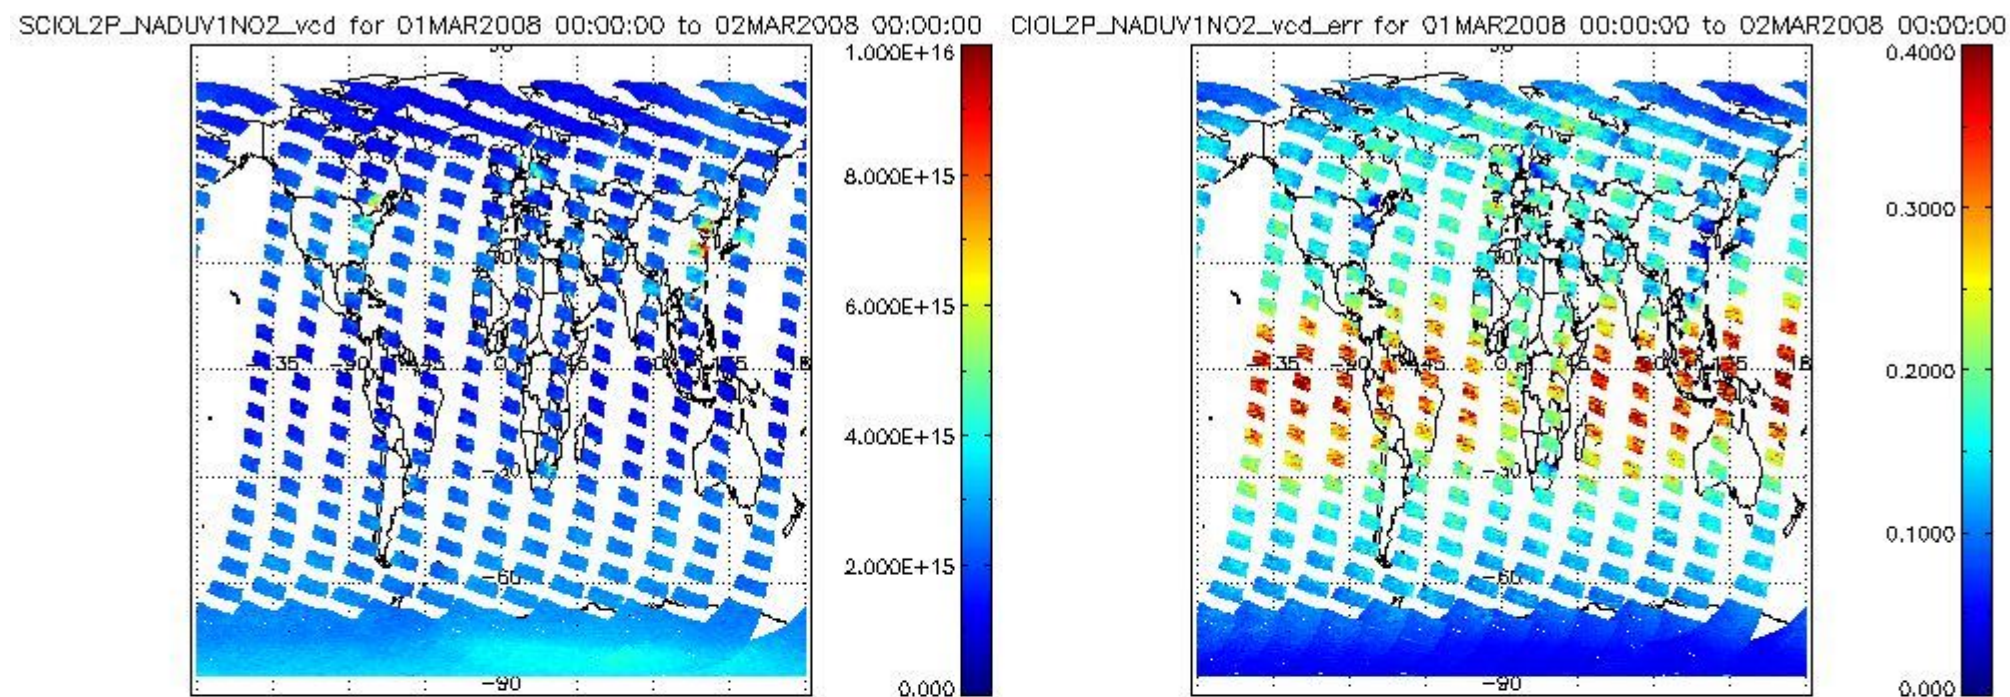 SCIOL2P_NADUV1NO2_vcd for 01MAR2008 00:00:00 to 02MAR2008 00:00:00
1.000E+16
8.000E+15
6.000E+15
4.000E+15
2.000E+15
0.000
-60
-90
CIOL2P_NADUV1NO2_vcd_err for 01MAR2008 00:00:00 to 02MAR2008 00:00:00
0.4000
0.3000
0.2000
0.1000
0.000
-60
-90